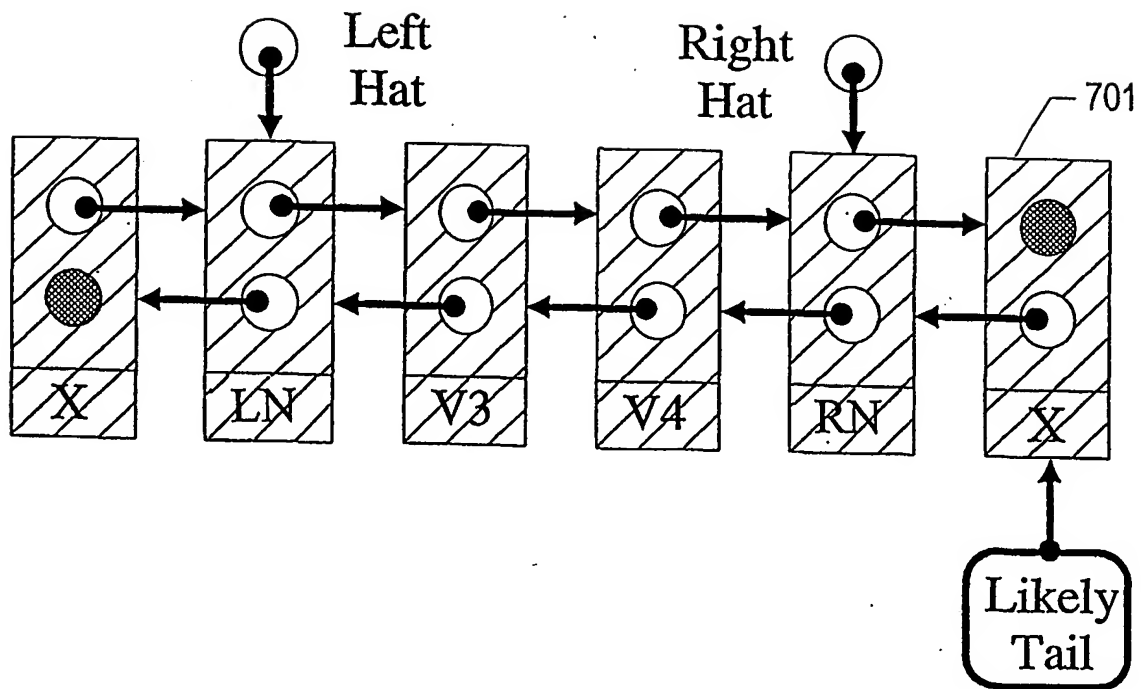 Left
Hat
Right
Hat
701
X
LN
V3
V4
RN
X
Likely
Tail